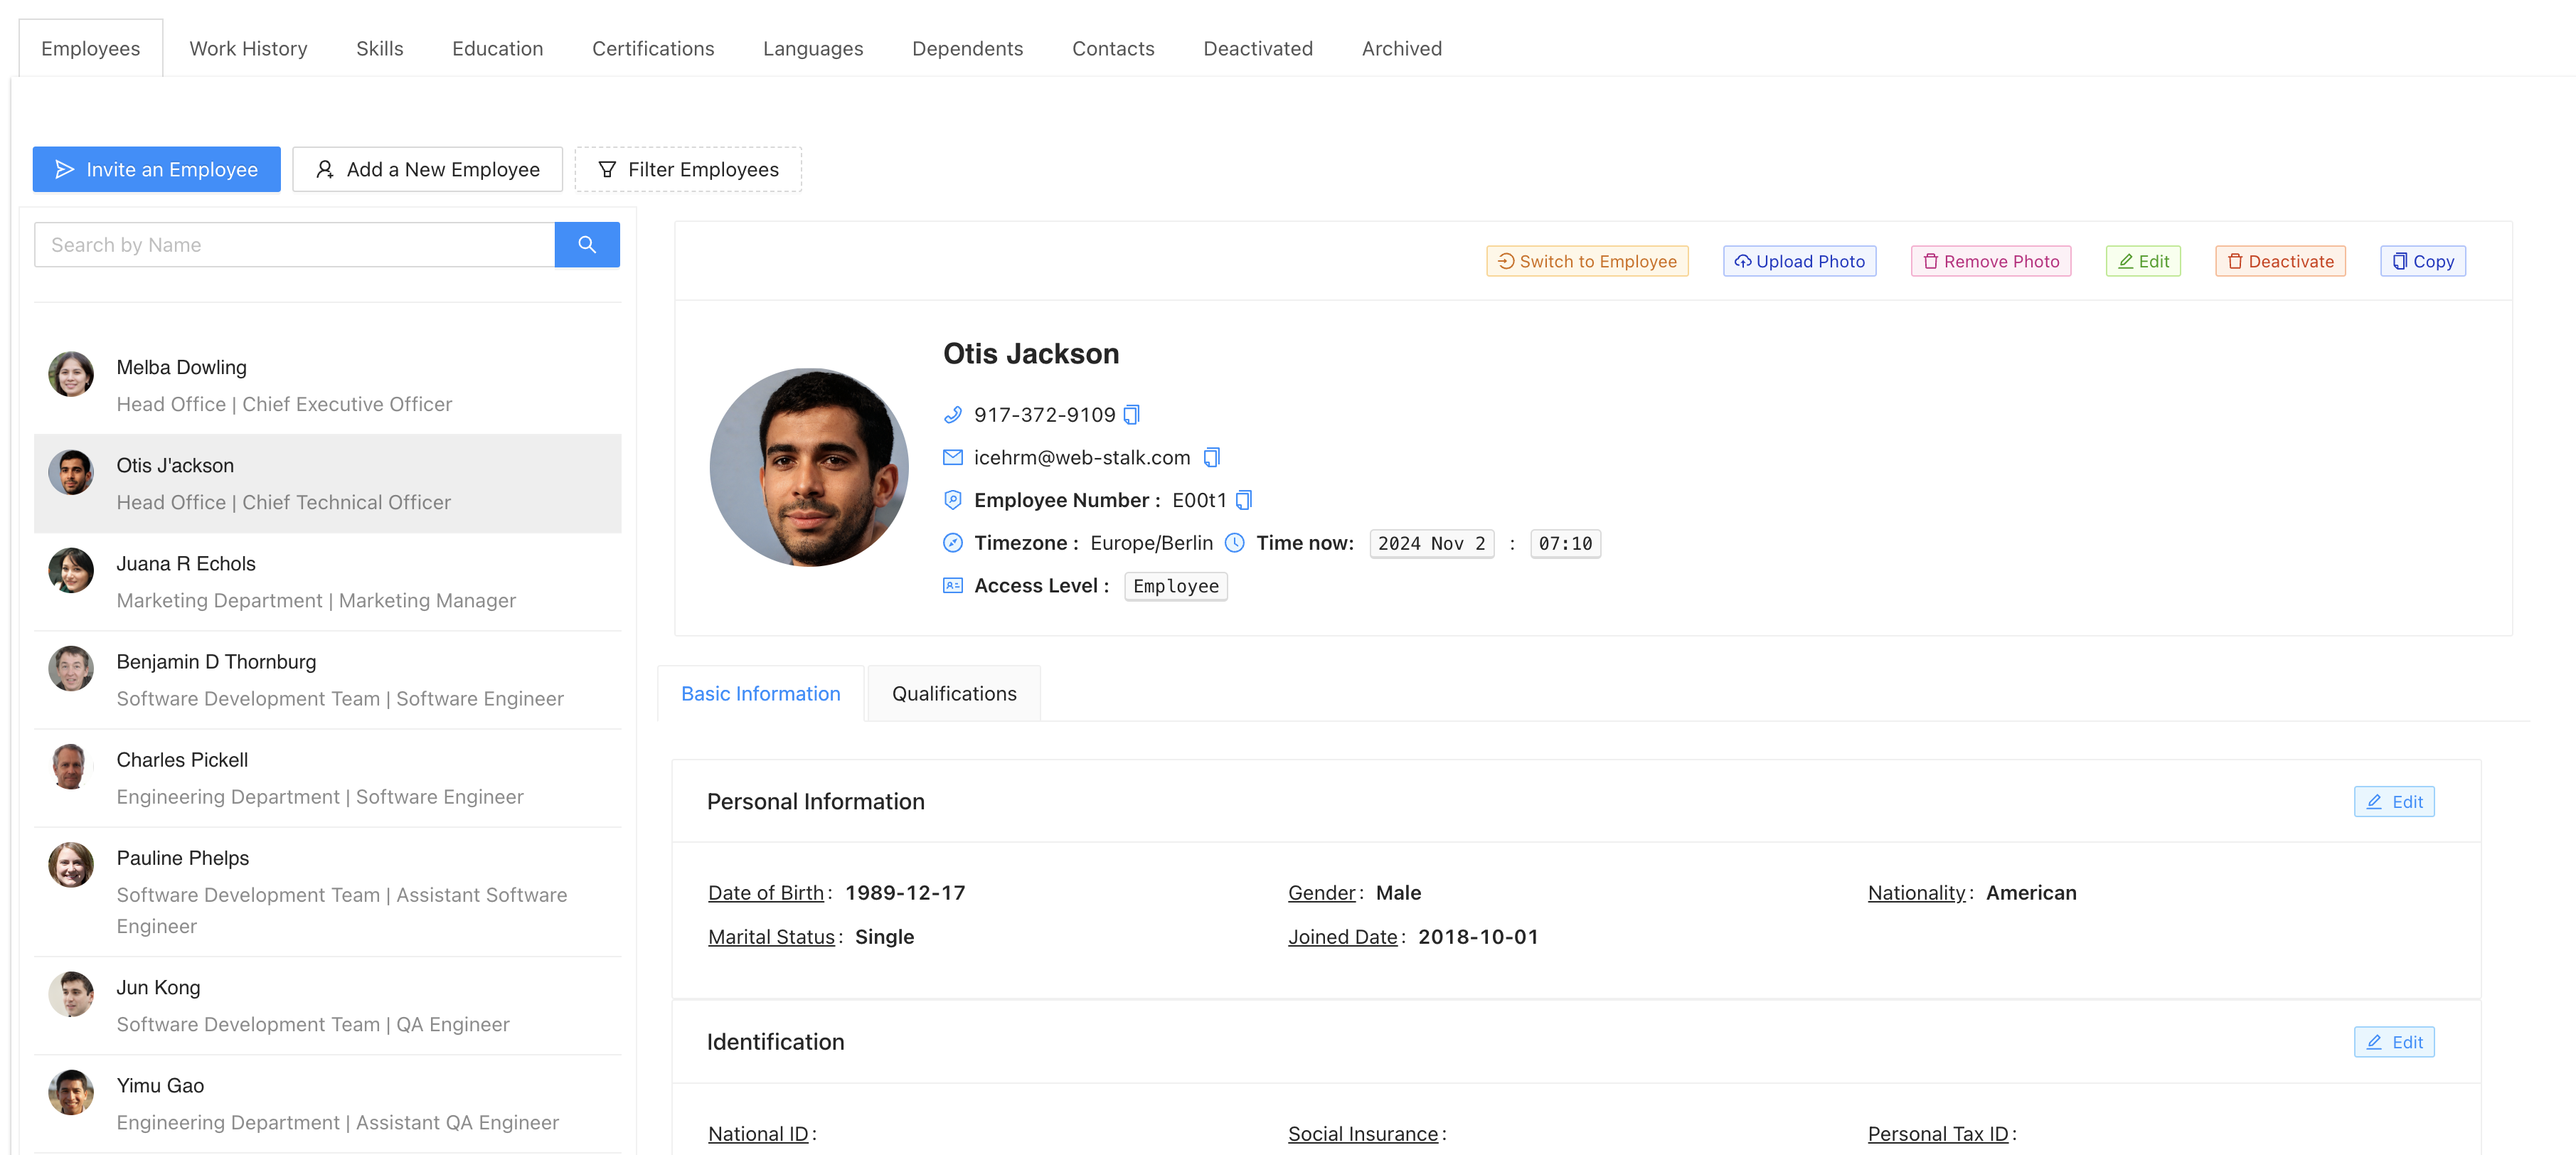 Employees Work History Skills Education Certifications Languages Dependents Contacts Deactivated Archived
Invite an Employee Add a New Employee Filter Employees
Search by Name
Melba Dowling
Head Office | Chief Executive Officer
Otis J'ackson
Head Office | Chief Technical Officer
Juana R Echols
Marketing Department | Marketing Manager
Benjamin D Thornburg
Software Development Team | Software Engineer
Charles Pickell
Engineering Department | Software Engineer
Pauline Phelps
Software Development Team | Assistant Software
Engineer
Jun Kong
Software Development Team | QA Engineer
Yimu Gao
Engineering Department | Assistant QA Engineer
Switch to Employee Upload Photo Remove Photo Edit Deactivate Copy
Otis Jackson
917-372-9109
icehrm@web-stalk.com
Employee Number : E00t1
Timezone : Europe/Berlin Time now: 2024 Nov 2 : 07:10
Access Level : Employee
Basic Information Qualifications
Personal Information Edit
Date of Birth : 1989-12-17 Gender : Male Nationality : American
Marital Status : Single Joined Date : 2018-10-01
Identification Edit
National ID : Social Insurance : Personal Tax ID :